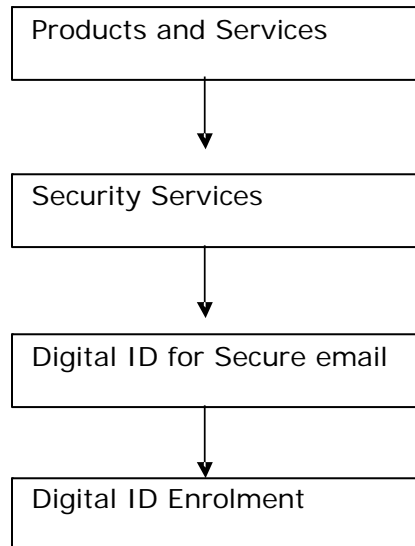 Products and Services
Security Services
Digital ID for Secure email
Digital ID Enrolment